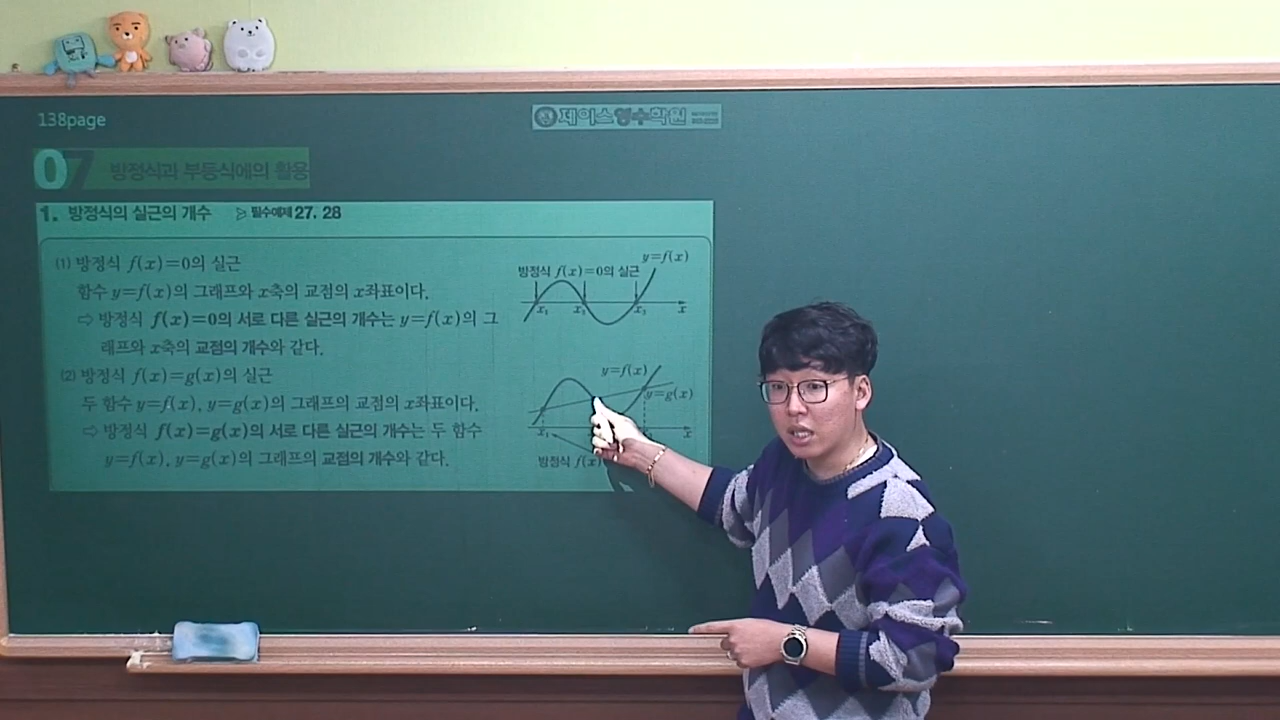 138page
제이스영수학원
07 방정식과 부등식에의 활용
1. 방정식의 실근의 개수 ▷ 필수예제 27. 28
(1) 방정식 f(x)=0의 실근
함수 y=f(x)의 그래프와 x축의 교점의 x좌표이다.
⇨ 방정식 f(x)=0의 서로 다른 실근의 개수는 y=f(x)의 그
래프와 x축의 교점의 개수와 같다.
(2) 방정식 f(x)=g(x)의 실근
두 함수 y=f(x), y=g(x)의 그래프의 교점의 x좌표이다.
⇨ 방정식 f(x)=g(x)의 서로 다른 실근의 개수는 두 함수
y=f(x), y=g(x)의 그래프의 교점의 개수와 같다.
y=f(x)
방정식 f(x)=0의 실근
x₁ x₂ x₃ x
y=f(x)
y=g(x)
x₁ x
방정식 f(x)